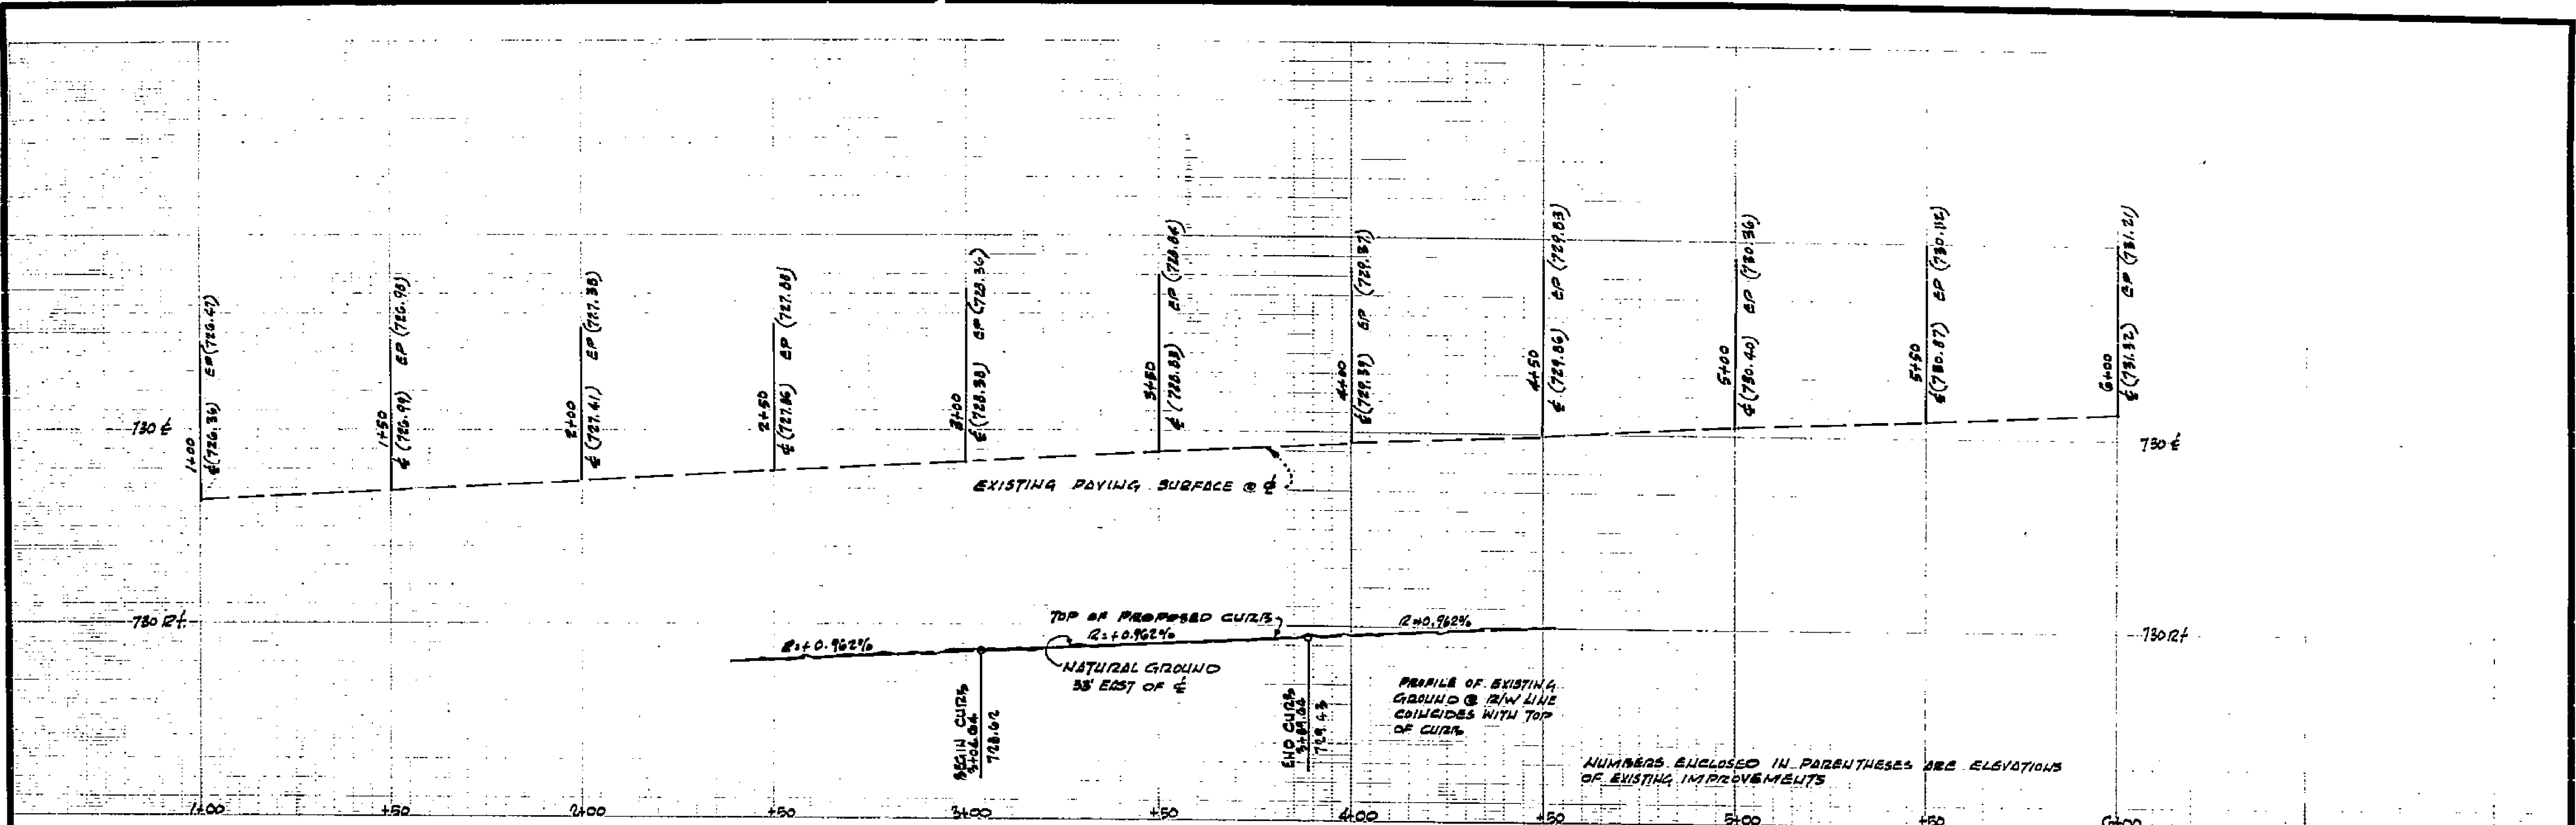 1+00
℄(726.36) EP(726.47)
1+50
℄(726.99) EP(726.98)
2+00
℄(727.41) EP(727.38)
2+50
℄(727.86) EP(727.88)
3+00
℄(728.38) EP(728.36)
3+50
℄(728.88) EP(728.84)
4+00
℄(729.39) EP(729.37)
4+50
℄(729.86) EP(729.83)
5+00
℄(730.40) EP(730.36)
5+50
℄(730.87) EP
6+00
℄(731.32) EP(731.21)
730 ℄
730 ℄
EXISTING PAVING SURFACE @ ℄
730 Rt.
730 Rt
TOP OF PROPOSED CURB
R=+0.962%
R=+0.962%
R=+0.962%
NATURAL GROUND
33' EAST OF ℄
BEGIN CURB
728.62
END CURB
729.43
PROFILE OF EXISTING
GROUND @ R/W LINE
COINCIDES WITH TOP
OF CURB
NUMBERS ENCLOSED IN PARENTHESES ARE ELEVATIONS
OF EXISTING IMPROVEMENTS
1+00 +50 2+00 +50 3+00 +50 4+00 +50 5+00 +50 6+00